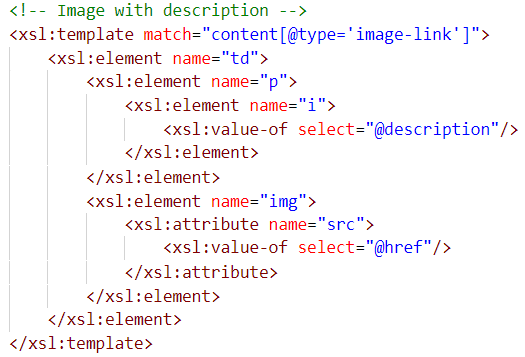 <!-- Image with description -->
<xsl:template match="content[@type='image-link']">
<xsl:element name="td">
<xsl:element name="p">
<xsl:element name="i">
<xsl:value-of select="@description"/>
</xsl:element>
</xsl:element>
<xsl:element name="img">
<xsl:attribute name="src">
<xsl:value-of select="@href"/>
</xsl:attribute>
</xsl:element>
</xsl:element>
</xsl:template>